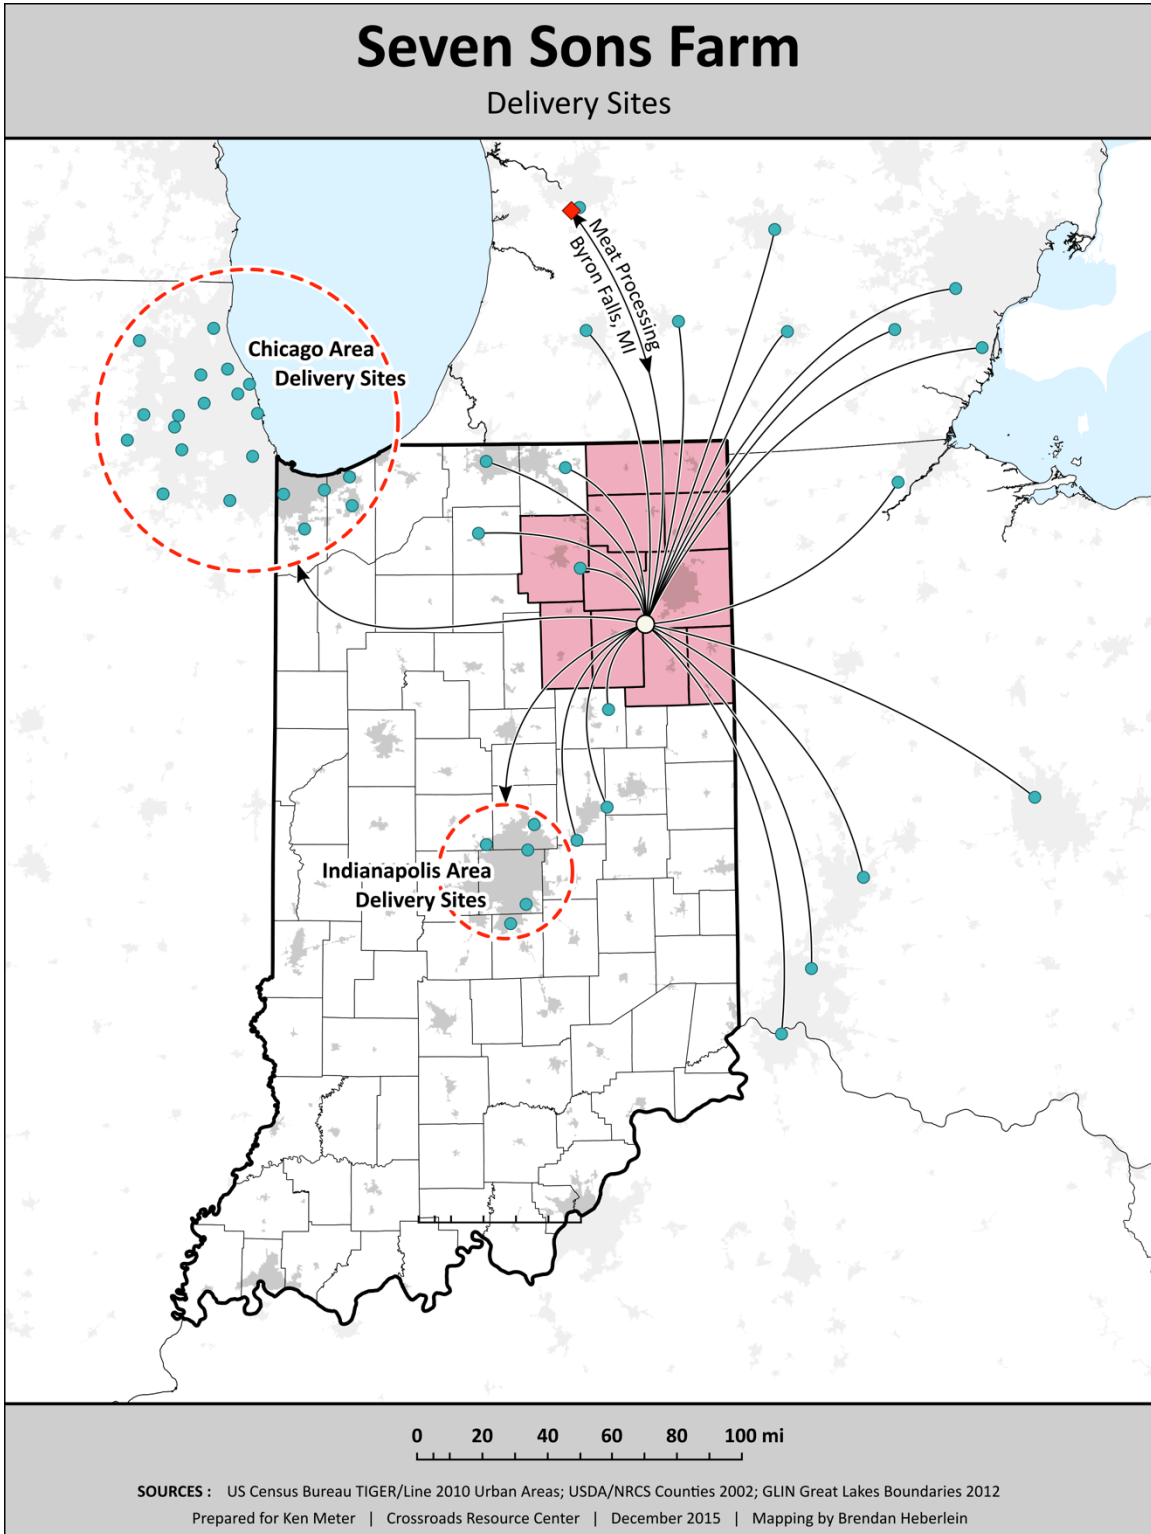 Seven Sons Farm
Delivery Sites
Meat Processing
Byron Falls, MI
Chicago Area
Delivery Sites
Indianapolis Area
Delivery Sites
0 20 40 60 80 100 mi
SOURCES : US Census Bureau TIGER/Line 2010 Urban Areas; USDA/NRCS Counties 2002; GLIN Great Lakes Boundaries 2012
Prepared for Ken Meter | Crossroads Resource Center | December 2015 | Mapping by Brendan Heberlein